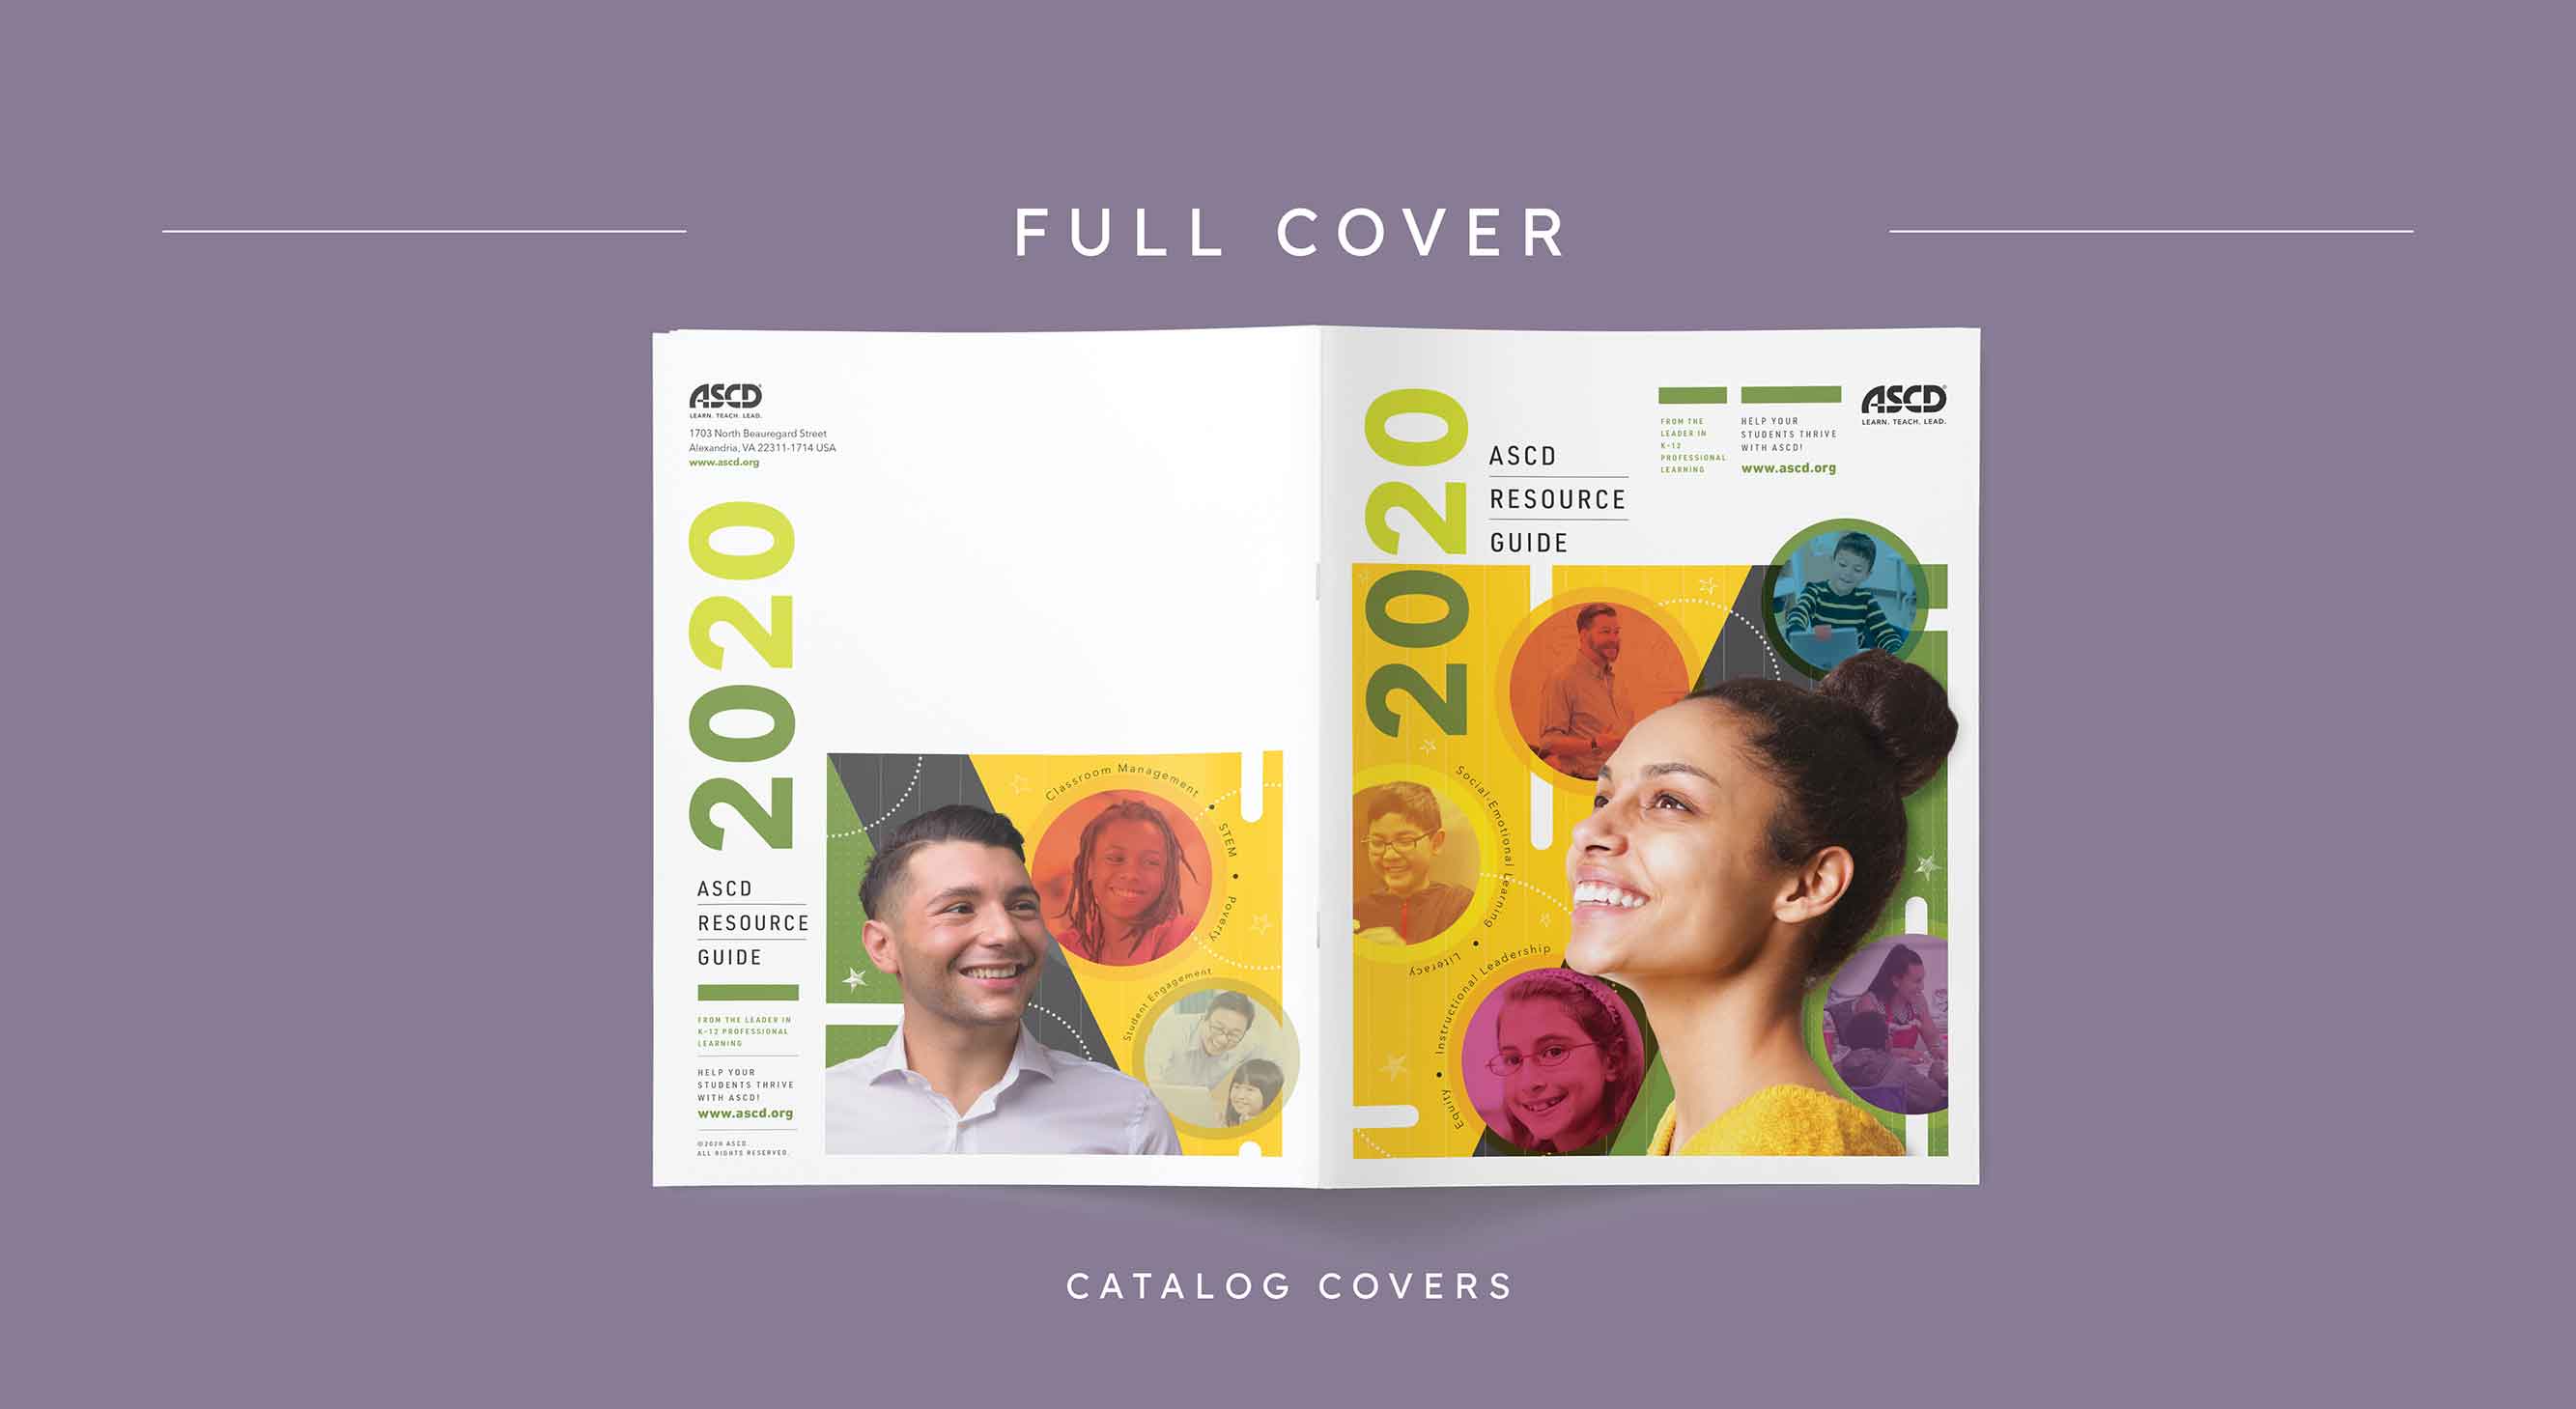 FULL COVER
ASCD
LEARN. TEACH. LEAD.
1703 North Beauregard Street
Alexandria, VA 22311-1714 USA
www.ascd.org
2020
ASCD
RESOURCE
GUIDE
FROM THE LEADER IN
K-12 PROFESSIONAL
LEARNING
HELP YOUR
STUDENTS THRIVE
WITH ASCD!
www.ascd.org
©2020 ASCD.
ALL RIGHTS RESERVED.
Classroom Management • STEM • Poverty
Student Engagement
2020
ASCD
RESOURCE
GUIDE
FROM THE
LEADER IN
K-12
PROFESSIONAL
LEARNING
HELP YOUR
STUDENTS THRIVE
WITH ASCD!
www.ascd.org
ASCD
LEARN. TEACH. LEAD.
Social-Emotional Learning • Literacy
Equity • Instructional Leadership
CATALOG COVERS